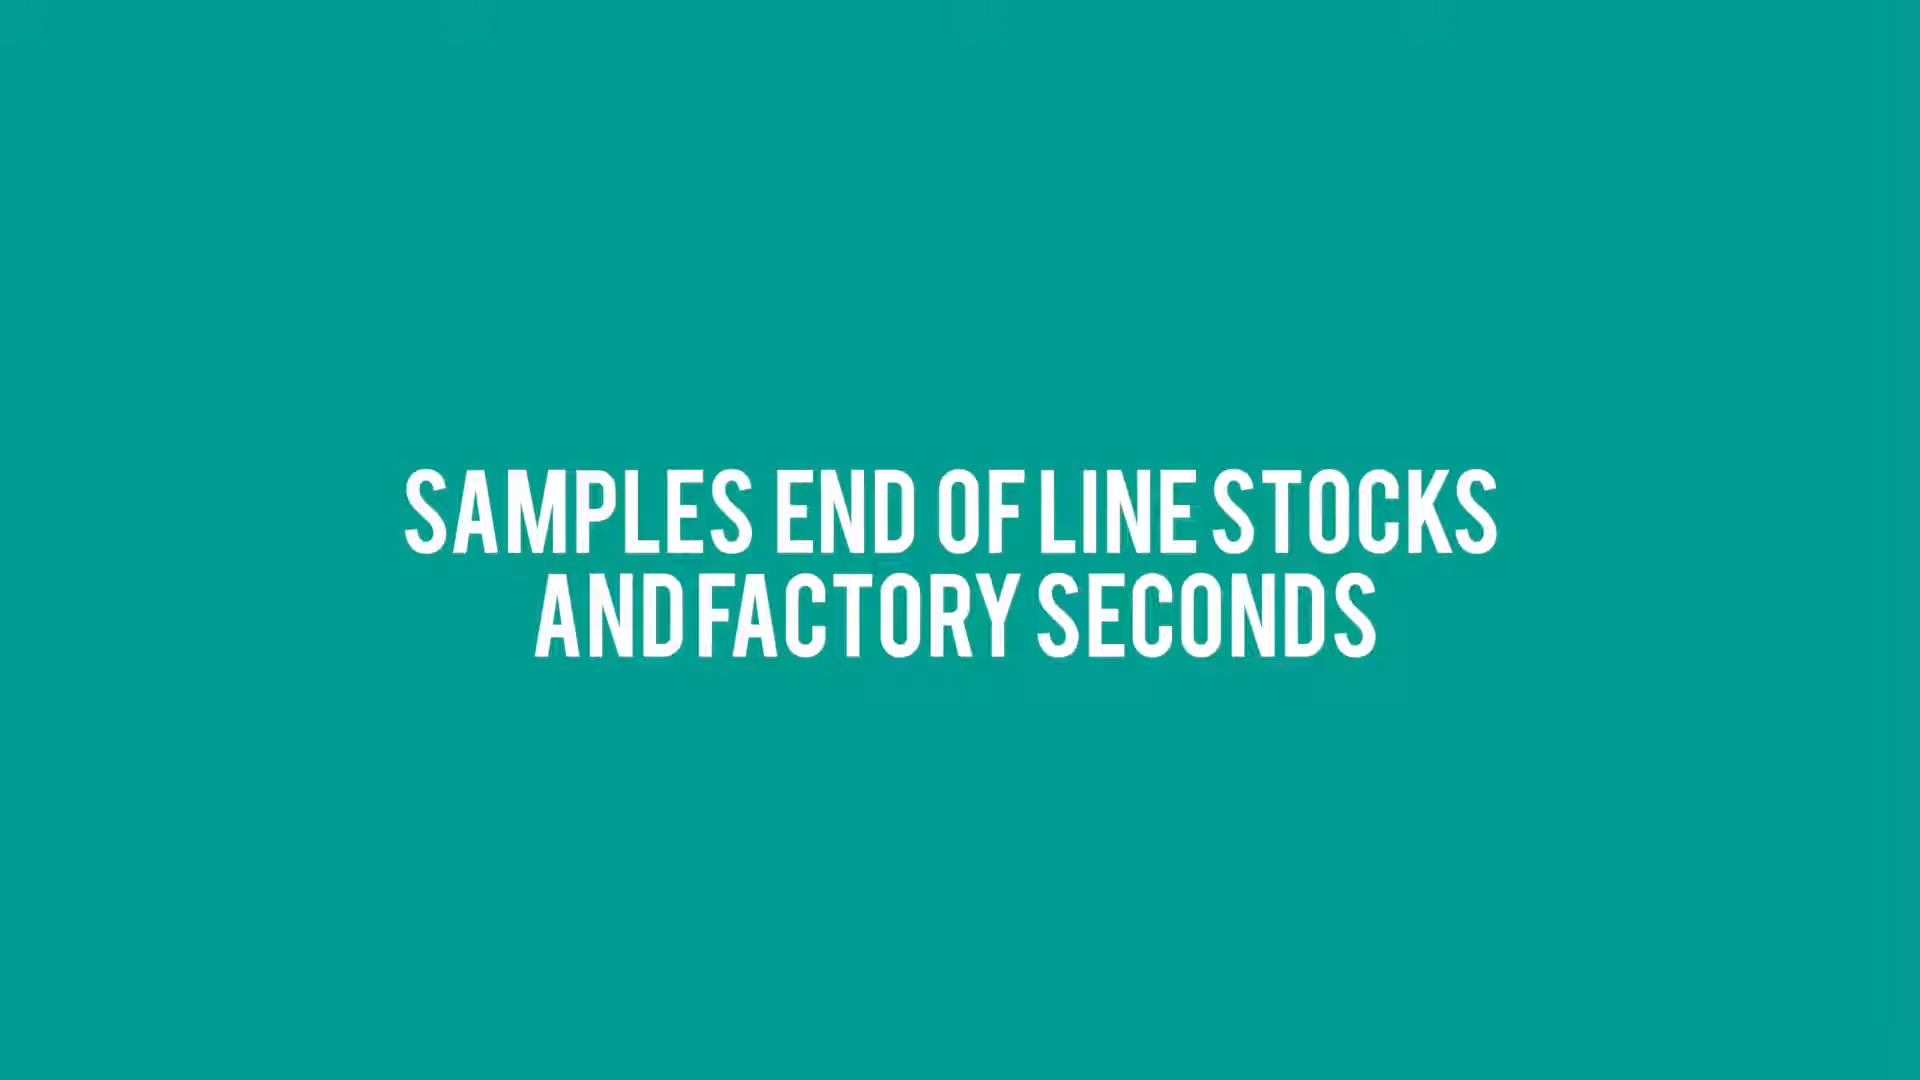 SAMPLES END OF LINE STOCKS
AND FACTORY SECONDS